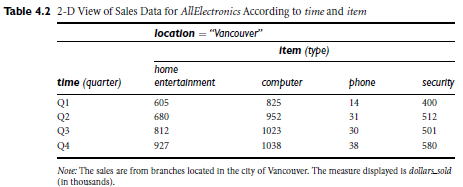 Table 4.2 2-D View of Sales Data for AllElectronics According to time and item
location = “Vancouver”
item (type)
home
time (quarter) entertainment computer phone security
Q1 605 825 14 400
Q2 680 952 31 512
Q3 812 1023 30 501
Q4 927 1038 38 580
Note: The sales are from branches located in the city of Vancouver. The measure displayed is dollars_sold
(in thousands).